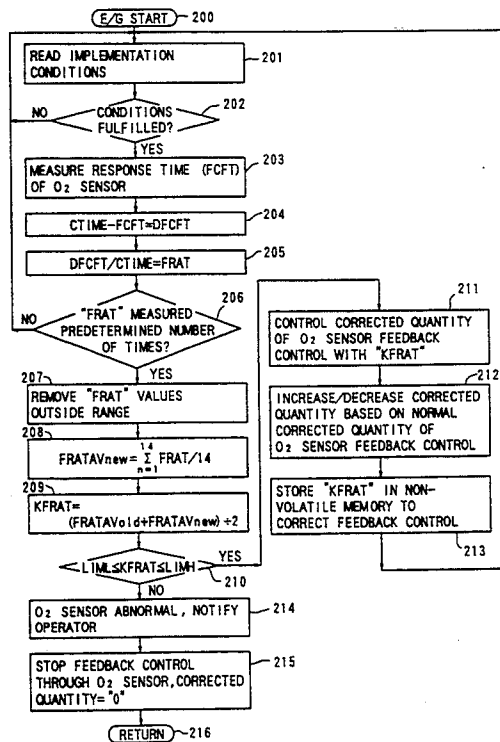 E/G START
200
READ IMPLEMENTATION
CONDITIONS
201
NO
CONDITIONS
FULFILLED?
202
YES
MEASURE RESPONSE TIME (FCFT)
OF O2 SENSOR
203
CTIME-FCFT=DFCFT
204
DFCFT/CTIME=FRAT
205
NO
"FRAT" MEASURED
PREDETERMINED NUMBER
OF TIMES?
206
YES
207
REMOVE "FRAT" VALUES
OUTSIDE RANGE
208
14
FRATAVnew= Σ FRAT/14
n=1
209
KFRAT=
(FRATAVold+FRATAVnew)÷2
LIML≤KFRAT≤LIMH
YES
210
NO
O2 SENSOR ABNORMAL, NOTIFY
OPERATOR
214
STOP FEEDBACK CONTROL
THROUGH O2 SENSOR, CORRECTED
QUANTITY="0"
215
RETURN
216
211
CONTROL CORRECTED QUANTITY
OF O2 SENSOR FEEDBACK
CONTROL WITH "KFRAT"
212
INCREASE/DECREASE CORRECTED
QUANTITY BASED ON NORMAL
CORRECTED QUANTITY OF
O2 SENSOR FEEDBACK CONTROL
STORE "KFRAT" IN NON-
VOLATILE MEMORY TO
CORRECT FEEDBACK CONTROL
213